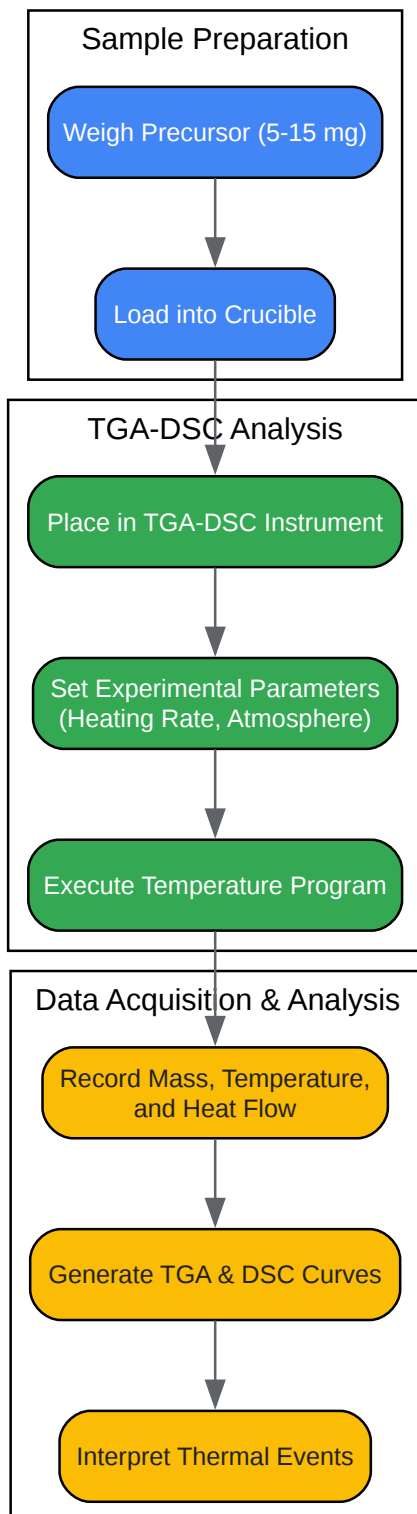 Sample Preparation
Weigh Precursor (5-15 mg)
Load into Crucible
TGA-DSC Analysis
Place in TGA-DSC Instrument
Set Experimental Parameters
(Heating Rate, Atmosphere)
Execute Temperature Program
Data Acquisition & Analysis
Record Mass, Temperature,
and Heat Flow
Generate TGA & DSC Curves
Interpret Thermal Events